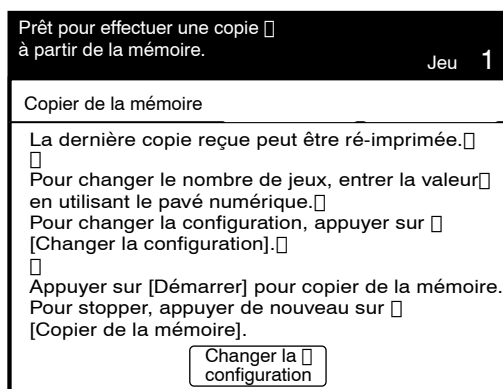 Prêt pour effectuer une copie
à partir de la mémoire.
Jeu 1
Copier de la mémoire
La dernière copie reçue peut être ré-imprimée.
Pour changer le nombre de jeux, entrer la valeur
en utilisant le pavé numérique.
Pour changer la configuration, appuyer sur
[Changer la configuration].
Appuyer sur [Démarrer] pour copier de la mémoire.
Pour stopper, appuyer de nouveau sur
[Copier de la mémoire].
Changer la
configuration